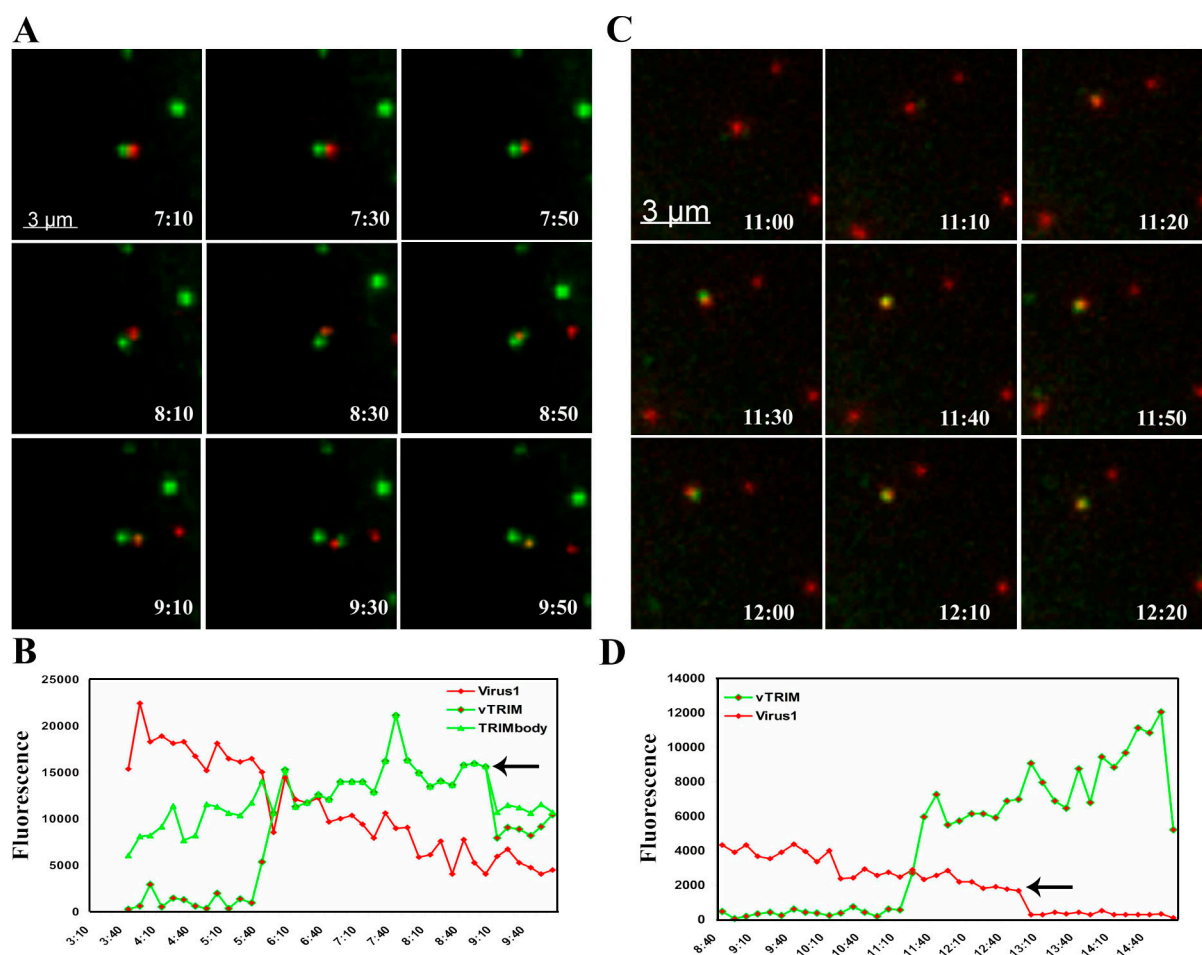 A
C
7:10 7:30 7:50
3 µm
8:10 8:30 8:50
9:10 9:30 9:50
11:00 11:10 11:20
3 µm
11:30 11:40 11:50
12:00 12:10 12:20
B
25000
20000
15000
10000
5000
0
Fluorescence
Virus1
vTRIM
TRIMbody
3:10 3:40 4:10 4:40 5:10 5:40 6:10 6:40 7:10 7:40 8:10 8:40 9:10 9:40
D
14000
12000
10000
8000
6000
4000
2000
0
Fluorescence
vTRIM
Virus1
8:40 9:10 9:40 10:10 10:40 11:10 11:40 12:10 12:40 13:10 13:40 14:10 14:40